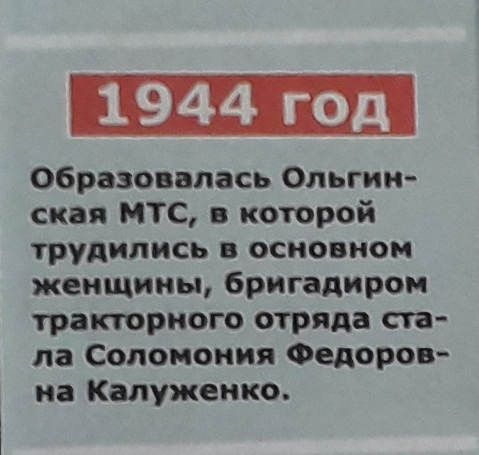 1944 год
Образовалась Ольгин-
ская МТС, в которой
трудились в основном
женщины, бригадиром
тракторного отряда ста-
ла Соломония Федоров-
на Калуженко.